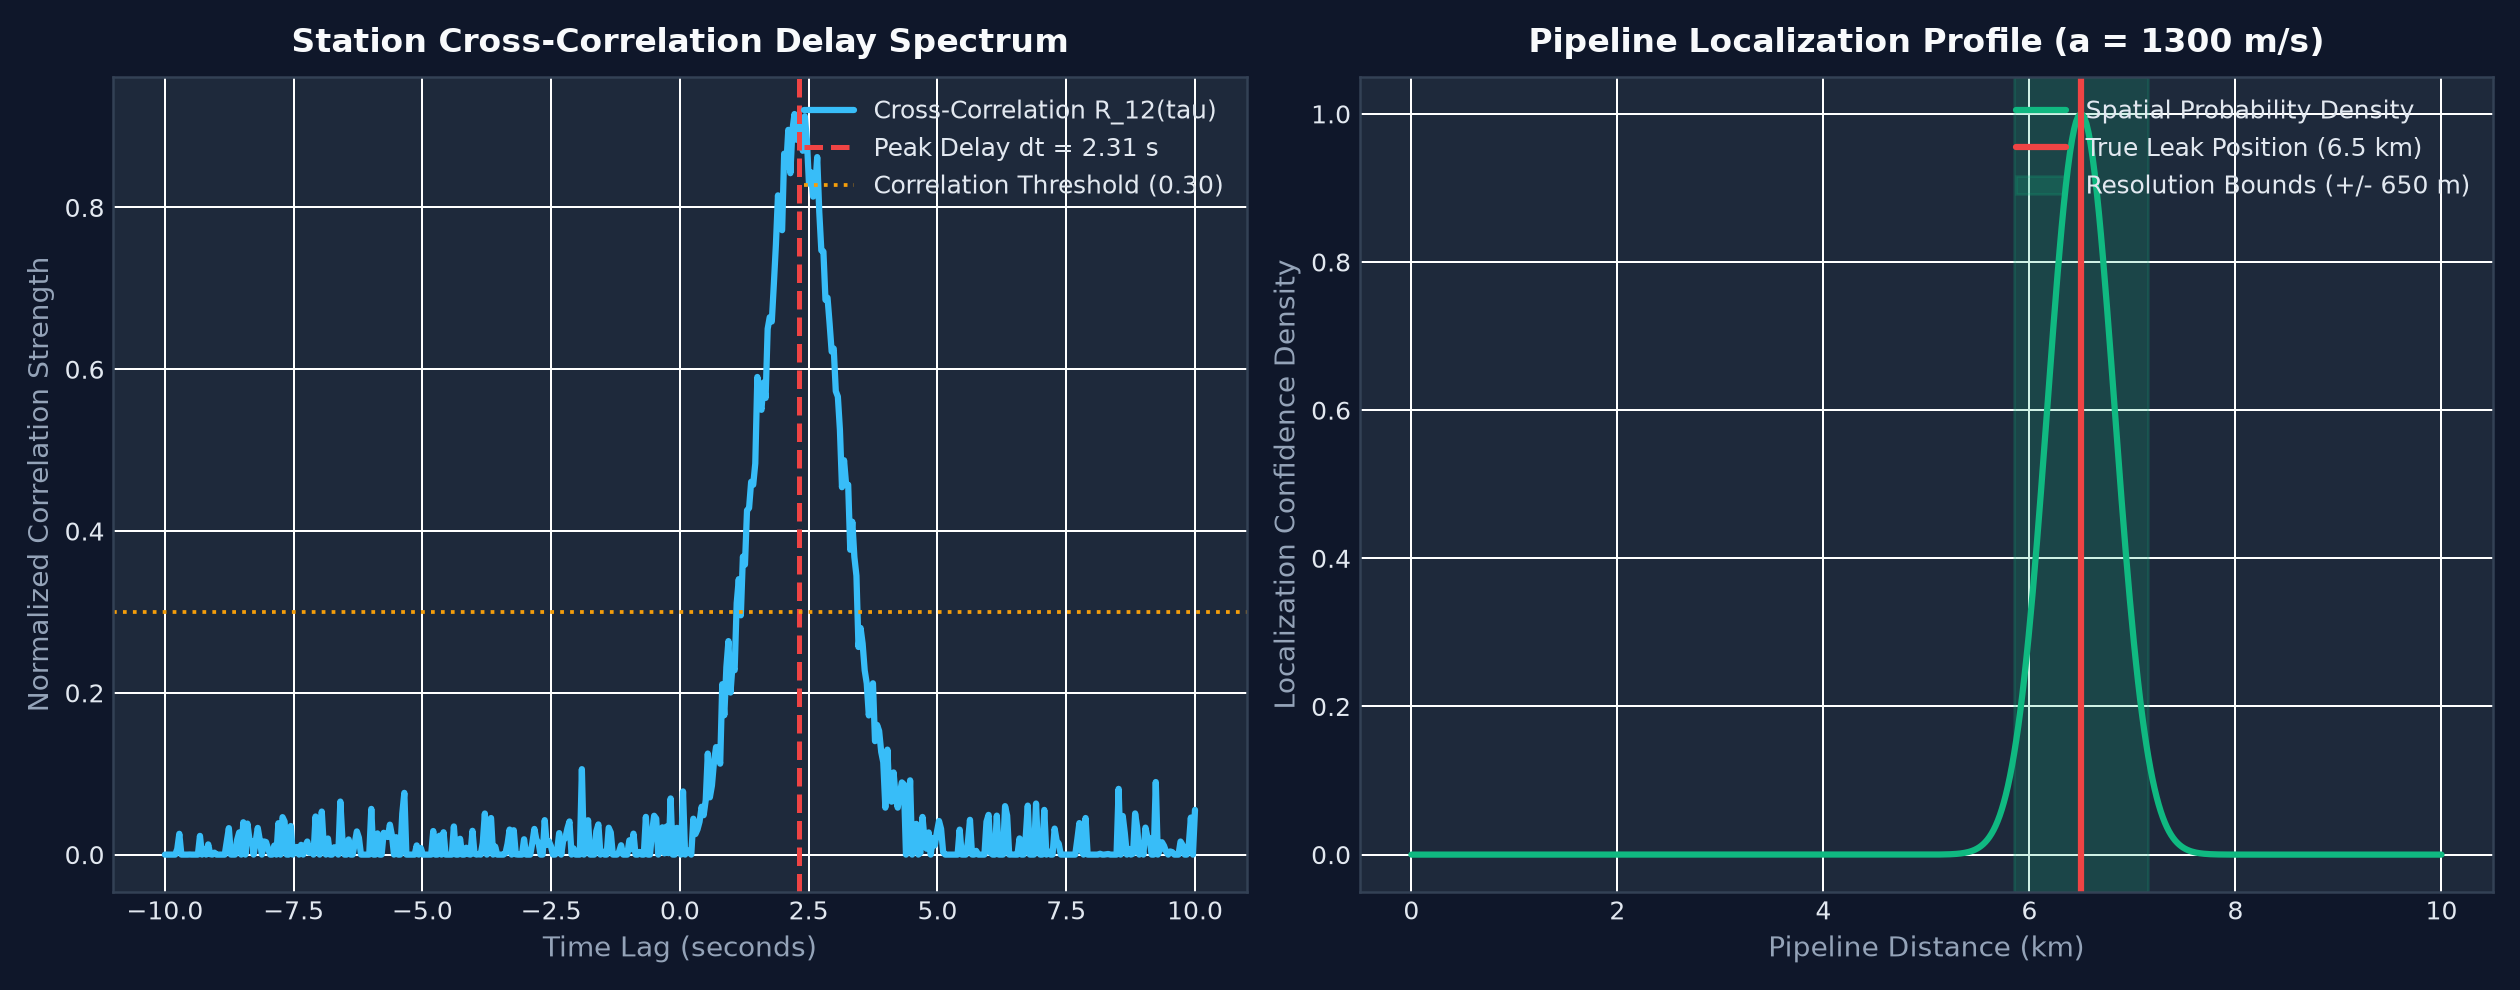 Station Cross-Correlation Delay Spectrum
Normalized Correlation Strength
0.8
0.6
0.4
0.2
0.0
Cross-Correlation R_12(tau)
Peak Delay dt = 2.31 s
Correlation Threshold (0.30)
−10.0 −7.5 −5.0 −2.5 0.0 2.5 5.0 7.5 10.0
Time Lag (seconds)
Pipeline Localization Profile (a = 1300 m/s)
Localization Confidence Density
1.0
0.8
0.6
0.4
0.2
0.0
Spatial Probability Density
True Leak Position (6.5 km)
Resolution Bounds (+/- 650 m)
0 2 4 6 8 10
Pipeline Distance (km)